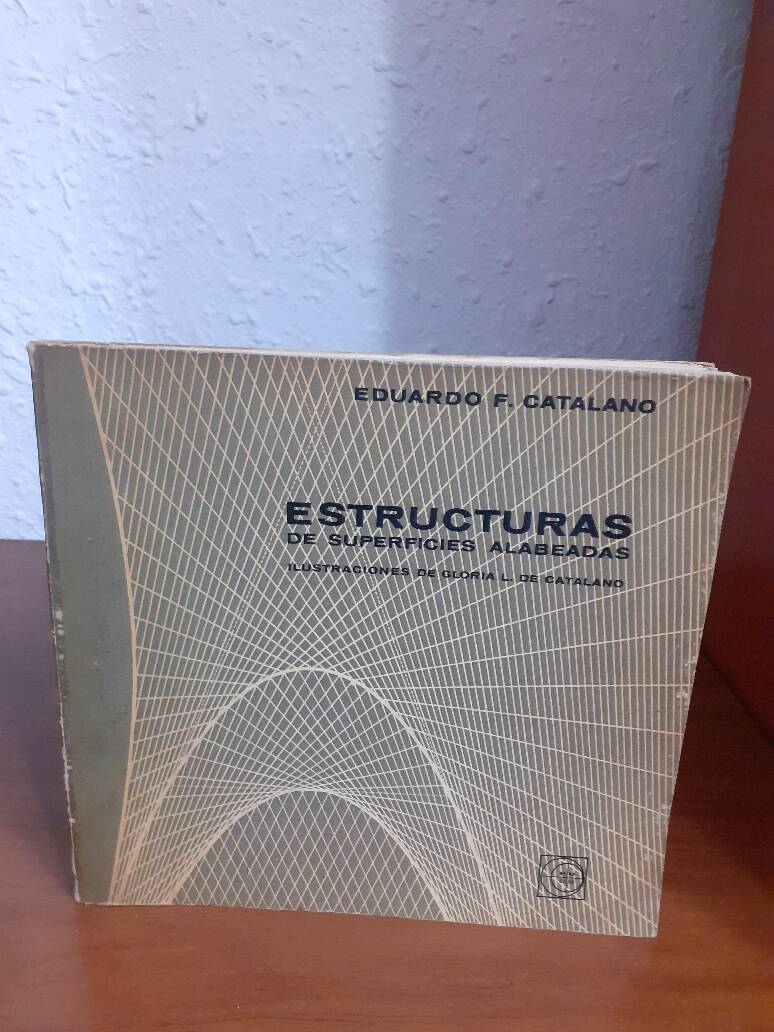 EDUARDO F. CATALANO
ESTRUCTURAS
DE SUPERFICIES ALABEADAS
ILUSTRACIONES DE GLORIA L. DE CATALANO